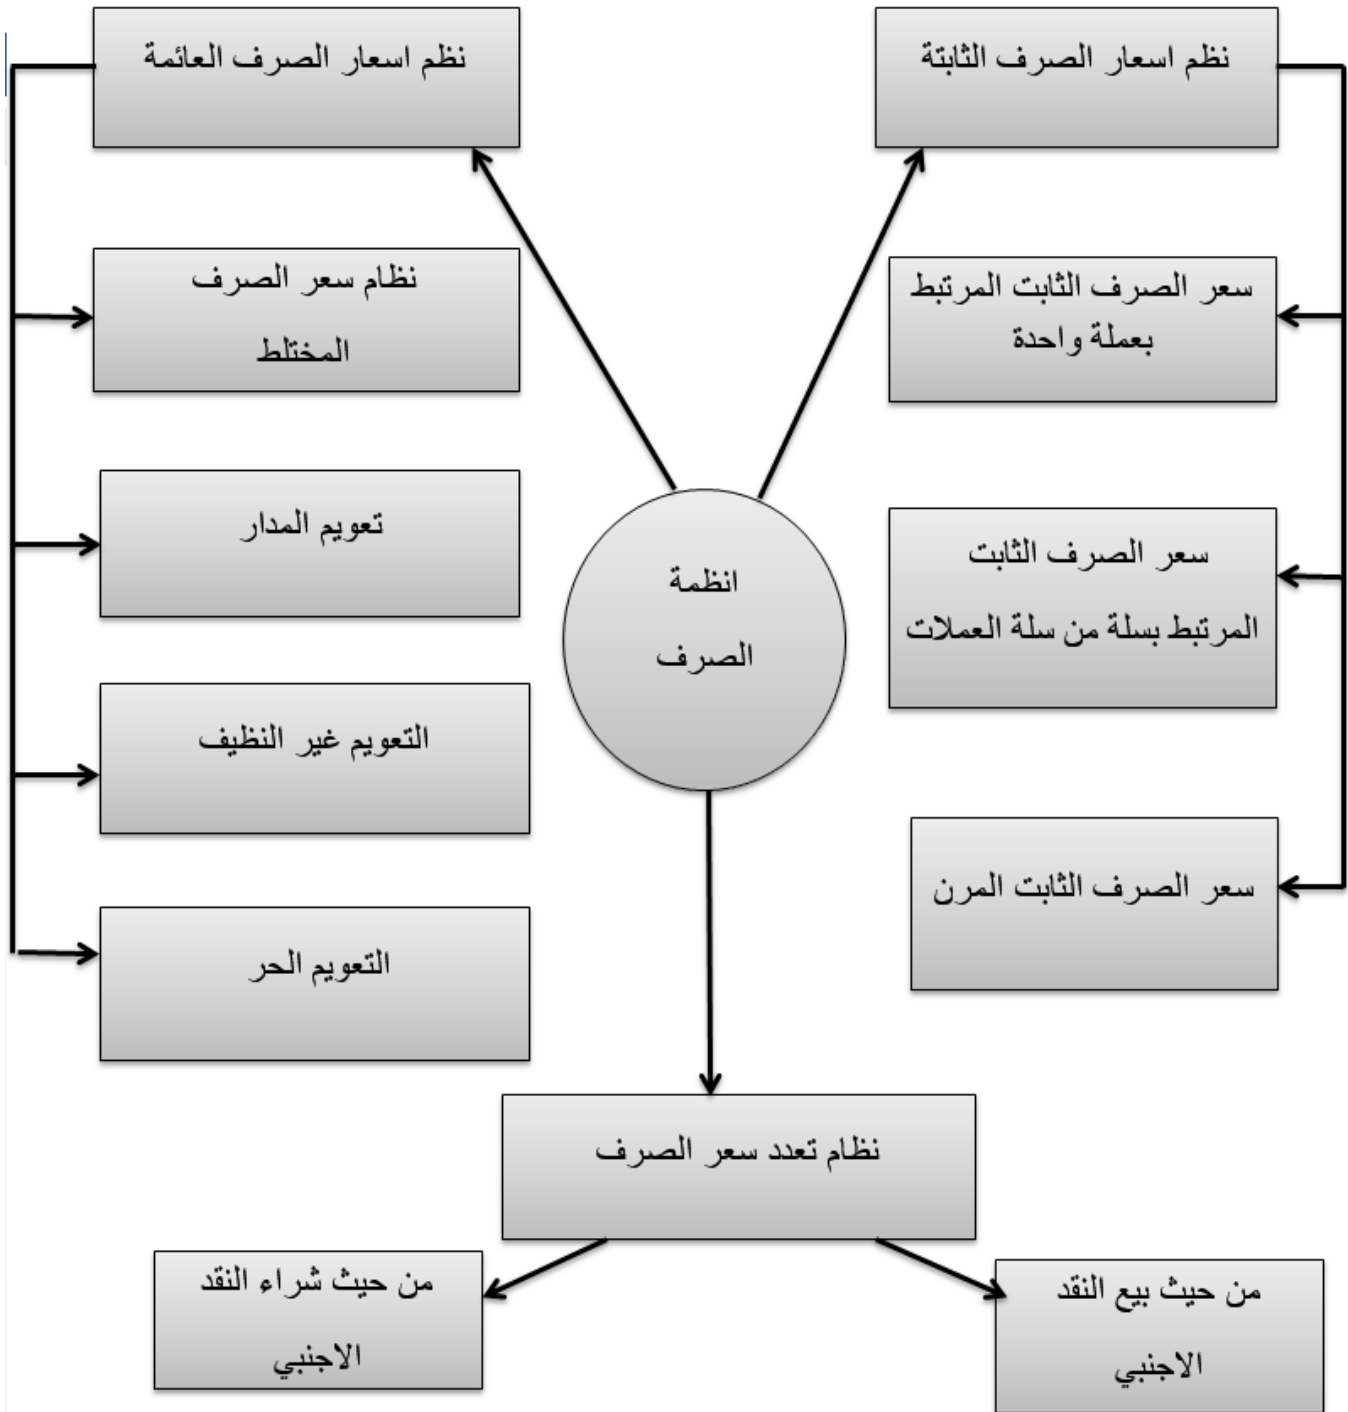 نظم اسعار الصرف الثابتة
نظم اسعار الصرف العائمة
سعر الصرف الثابت المرتبط
بعملة واحدة
نظام سعر الصرف
المختلط
سعر الصرف الثابت
المرتبط بسلة من سلة العملات
تعويم المدار
انظمة
الصرف
التعويم غير النظيف
سعر الصرف الثابت المرن
التعويم الحر
نظام تعدد سعر الصرف
من حيث بيع النقد
الاجنبي
من حيث شراء النقد
الاجنبي